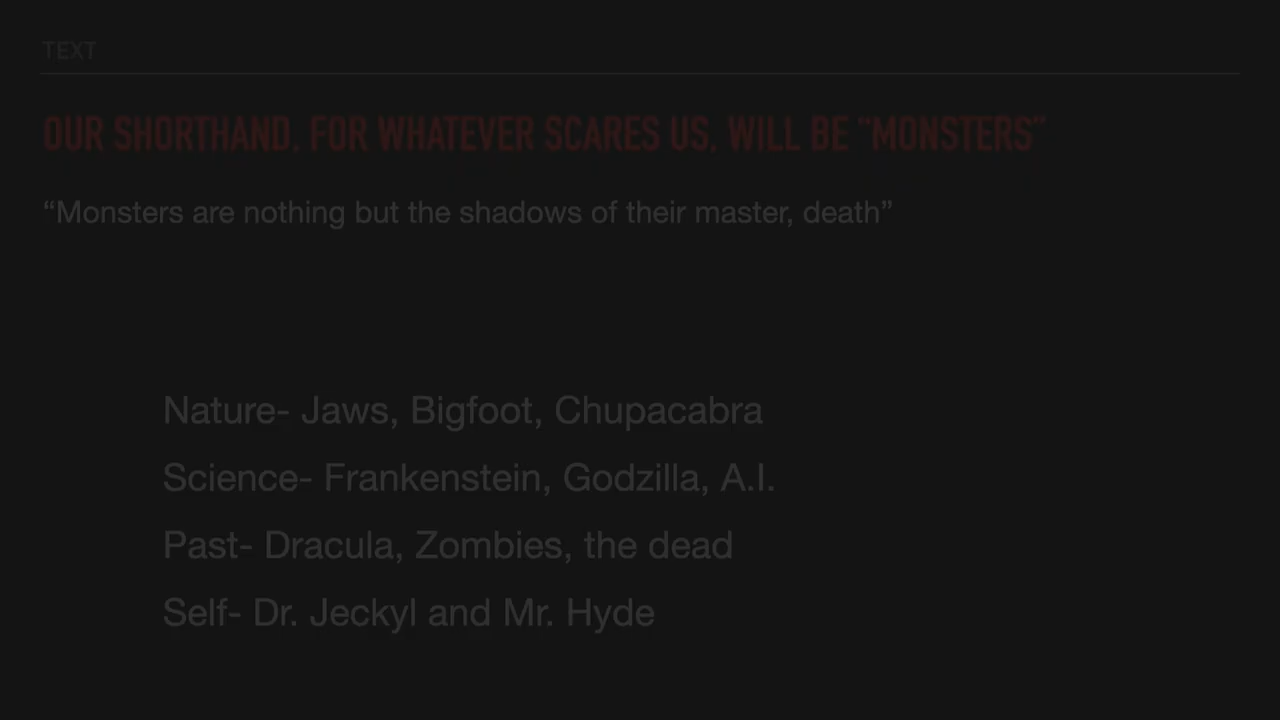 TEXT
OUR SHORTHAND, FOR WHATEVER SCARES US, WILL BE “MONSTERS”
“Monsters are nothing but the shadows of their master, death”
Nature- Jaws, Bigfoot, Chupacabra
Science- Frankenstein, Godzilla, A.I.
Past- Dracula, Zombies, the dead
Self- Dr. Jeckyl and Mr. Hyde